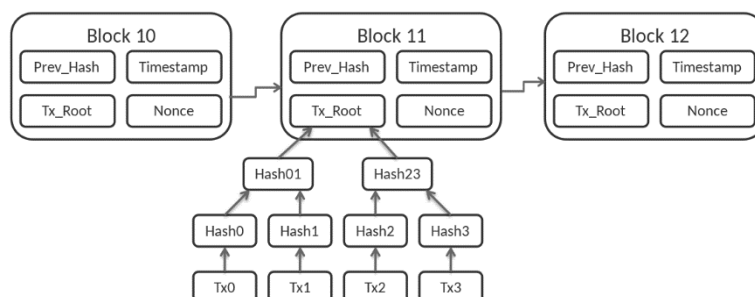 Block 10
Block 11
Block 12
Prev_Hash
Timestamp
Prev_Hash
Timestamp
Prev_Hash
Timestamp
Tx_Root
Nonce
Tx_Root
Nonce
Tx_Root
Nonce
Hash01
Hash23
Hash0
Hash1
Hash2
Hash3
Tx0
Tx1
Tx2
Tx3